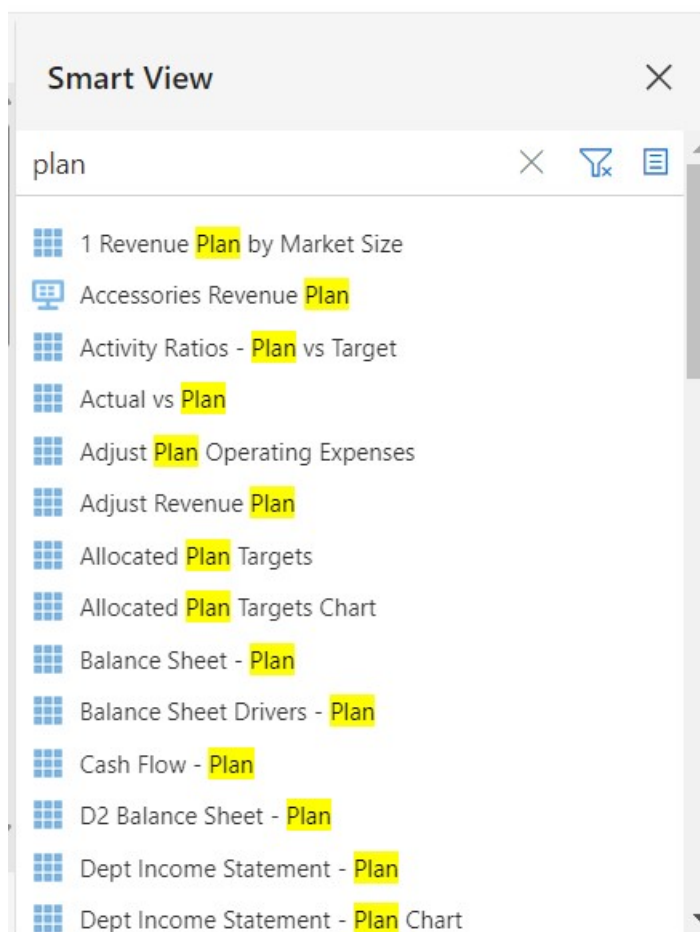 Smart View
plan
1 Revenue Plan by Market Size
Accessories Revenue Plan
Activity Ratios - Plan vs Target
Actual vs Plan
Adjust Plan Operating Expenses
Adjust Revenue Plan
Allocated Plan Targets
Allocated Plan Targets Chart
Balance Sheet - Plan
Balance Sheet Drivers - Plan
Cash Flow - Plan
D2 Balance Sheet - Plan
Dept Income Statement - Plan
Dept Income Statement - Plan Chart